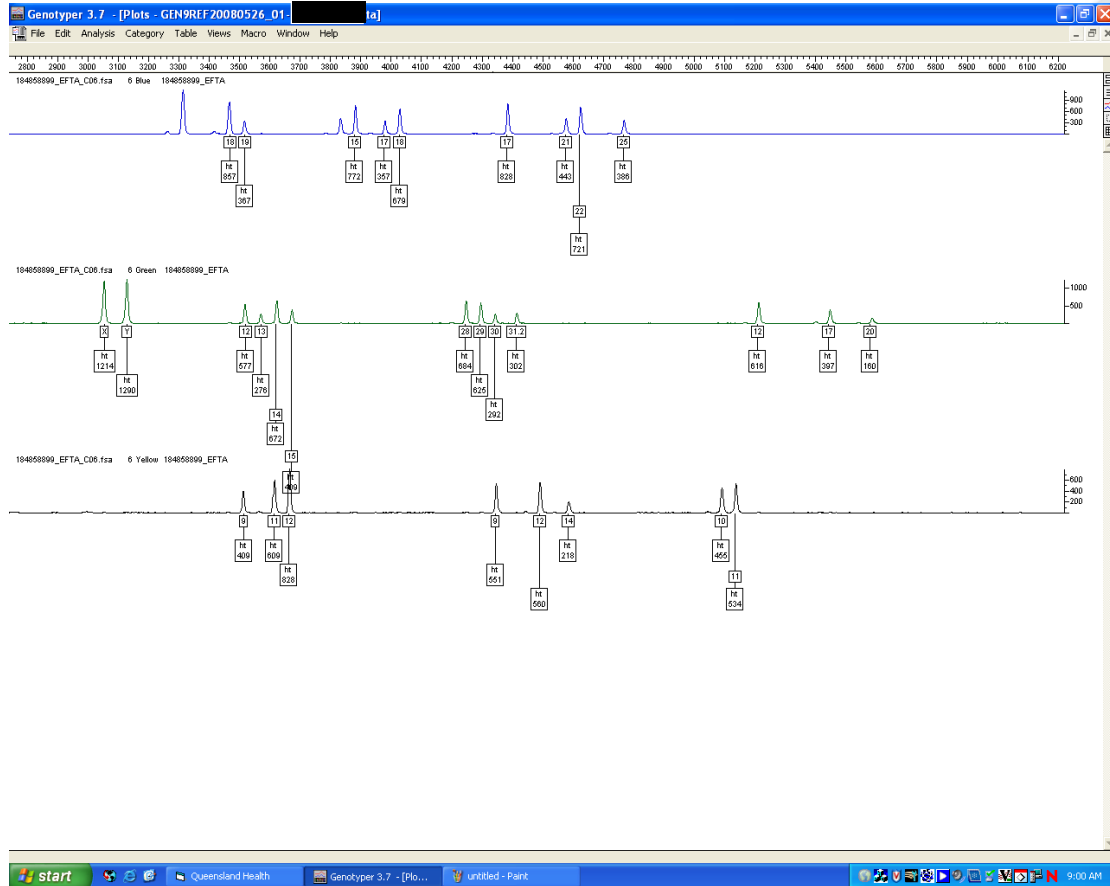 Genotyper 3.7 - [Plots - GEN9REF20080526_01- ta]
File Edit Analysis Category Table Views Macro Window Help
2800 2900 3000 3100 3200 3300 3400 3500 3600 3700 3800 3900 4000 4100 4200 4300 4400 4500 4600 4700 4800 4900 5000 5100 5200 5300 5400 5500 5600 5700 5800 5900 6000 6100 6200
184858899_EFTA_C06.fsa 6 Blue 184858899_EFTA
900
600
300
18 19 15 17 18 17 21 25
ht ht ht ht ht ht
857 772 357 679 828 443 386
ht
367
22
ht
721
184858899_EFTA_C06.fsa 6 Green 184858899_EFTA
1000
500
X Y 12 13 28 29 30 31.2 12 17 20
ht ht ht ht ht ht ht
1214 577 684 302 616 397 160
ht ht ht
1290 276 625
ht
292
14
ht
672
15
ht
409
184858899_EFTA_C06.fsa 6 Yellow 184858899_EFTA
600
400
200
9 11 12 9 12 14 10
ht ht ht ht
409 609 218 455
ht ht ht
828 551 560
11
ht
534
start
Queensland Health
Genotyper 3.7 - [Plo...
untitled - Paint
9:00 AM